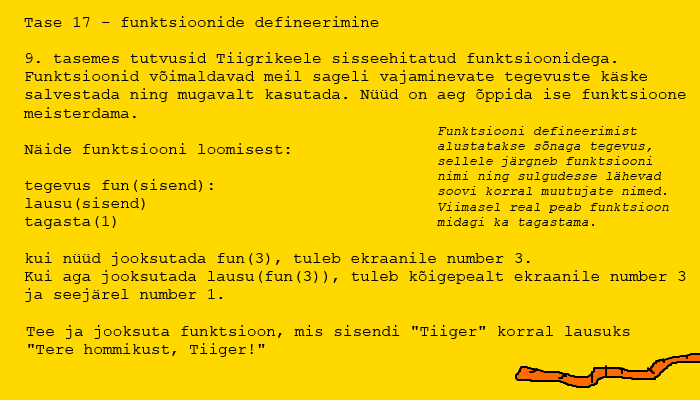 Tase 17 - funktsioonide defineerimine
9. tasemes tutvusid Tiigrikeele sisseehitatud funktsioonidega.
Funktsioonid võimaldavad meil sageli vajaminevate tegevuste käske
salvestada ning mugavalt kasutada. Nüüd on aeg õppida ise funktsioone
meisterdama.
Näide funktsiooni loomisest:
tegevus fun(sisend):
lausu(sisend)
tagasta(1)
Funktsiooni defineerimist
alustatakse sõnaga tegevus,
sellele järgneb funktsiooni
nimi ning sulgudesse lähevad
soovi korral muutujate nimed.
Viimasel real peab funktsioon
midagi ka tagastama.
kui nüüd jooksutada fun(3), tuleb ekraanile number 3.
Kui aga jooksutada lausu(fun(3)), tuleb kõigepealt ekraanile number 3
ja seejärel number 1.
Tee ja jooksuta funktsioon, mis sisendi "Tiiger" korral lausuks
"Tere hommikust, Tiiger!"